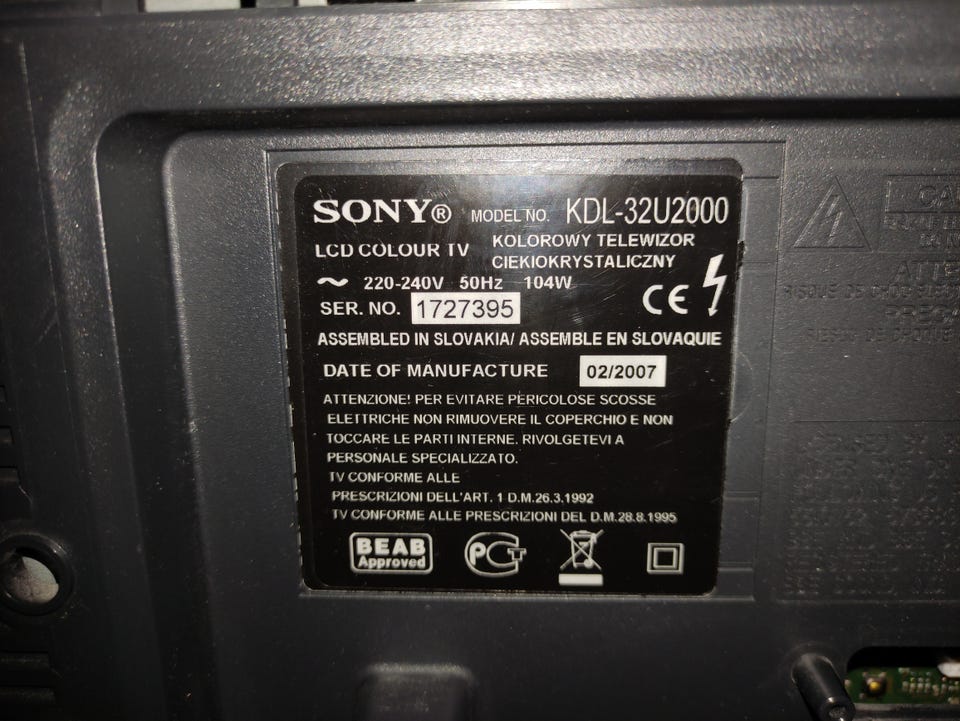 SONY® MODEL NO. KDL-32U2000
LCD COLOUR TV KOLOROWY TELEWIZOR
CIEKIOKRYSTALICZNY
~ 220-240V 50Hz 104W
SER. NO. 1727395
CE
ASSEMBLED IN SLOVAKIA/ ASSEMBLE EN SLOVAQUIE
DATE OF MANUFACTURE 02/2007
ATTENZIONE! PER EVITARE PERICOLOSE SCOSSE
ELETTRICHE NON RIMUOVERE IL COPERCHIO E NON
TOCCARE LE PARTI INTERNE. RIVOLGETEVI A
PERSONALE SPECIALIZZATO.
TV CONFORME ALLE
PRESCRIZIONI DELL'ART. 1 D.M.26.3.1992
TV CONFORME ALLE PRESCRIZIONI DEL D.M.28.8.1995
BEAB
Approved
PCT